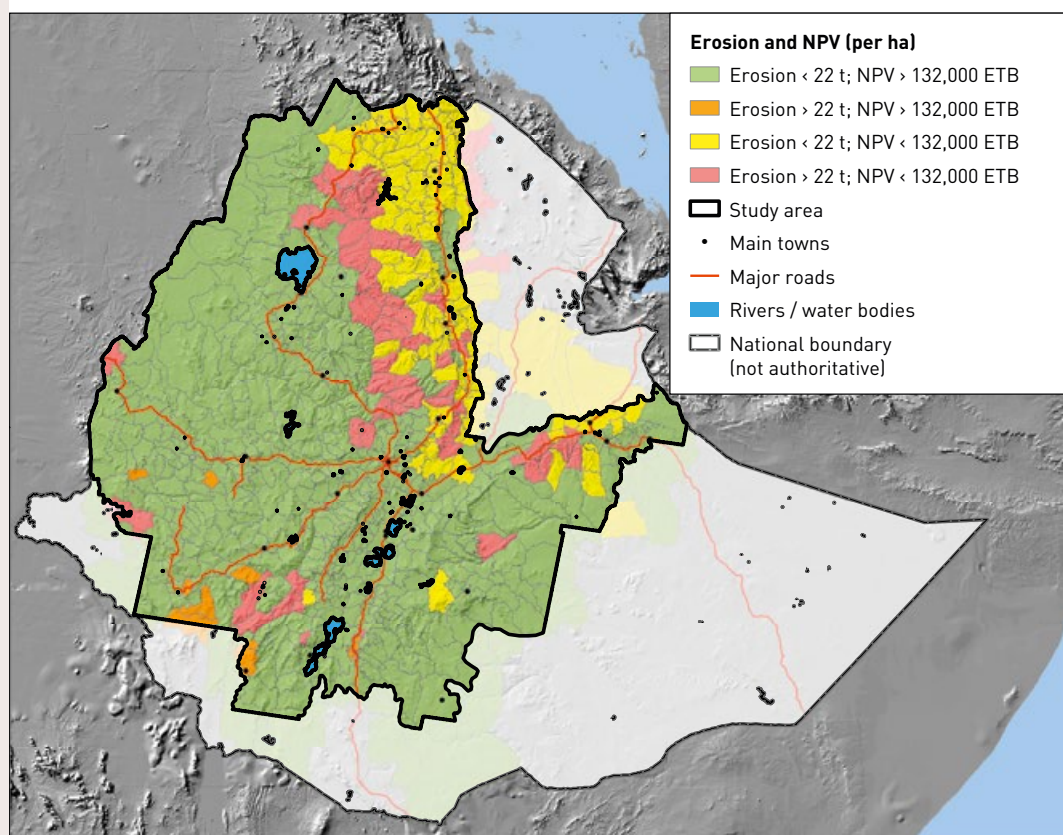 Erosion and NPV (per ha)
Erosion ‹ 22 t; NPV › 132,000 ETB
Erosion › 22 t; NPV › 132,000 ETB
Erosion ‹ 22 t; NPV ‹ 132,000 ETB
Erosion › 22 t; NPV ‹ 132,000 ETB
Study area
Main towns
Major roads
Rivers / water bodies
National boundary
(not authoritative)